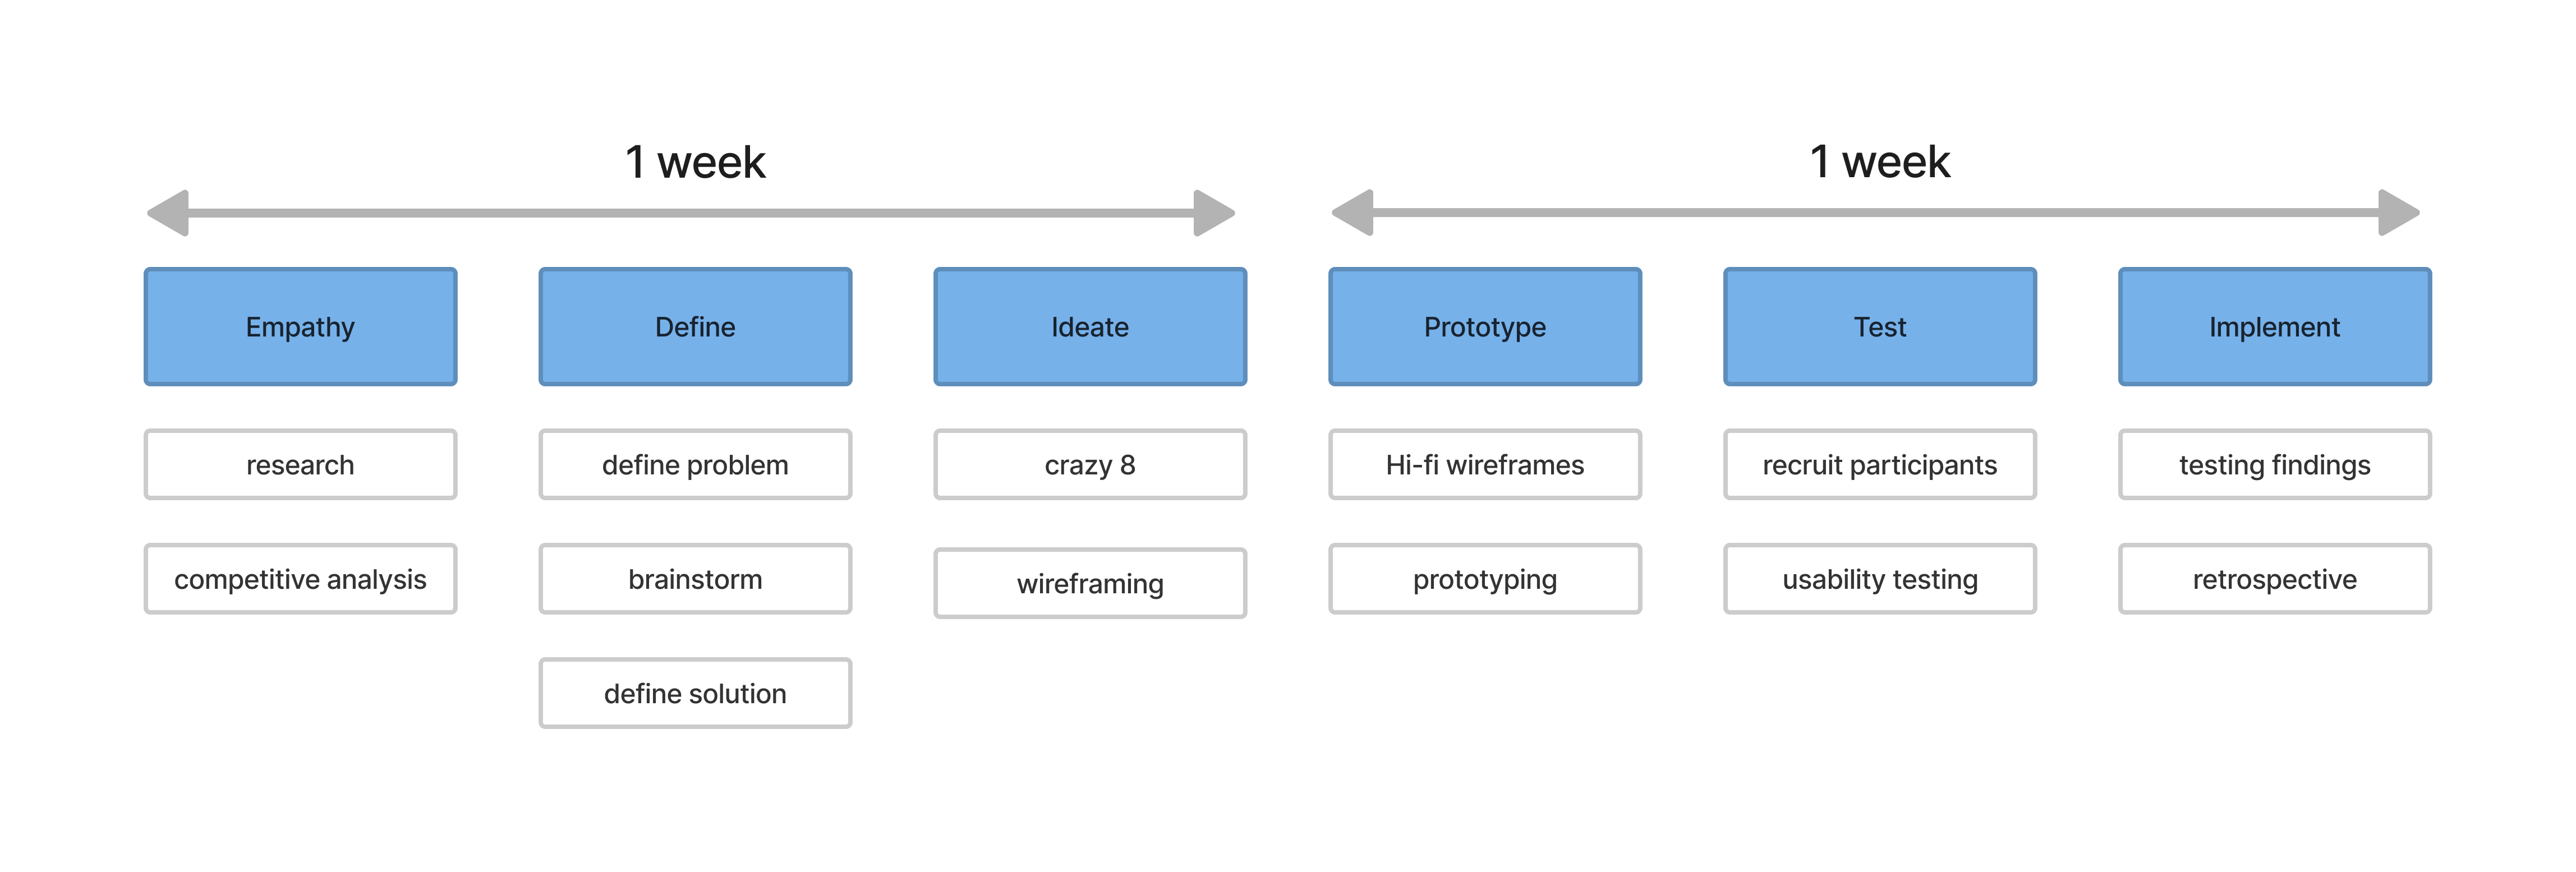 1 week
1 week
Empathy
Define
Ideate
Prototype
Test
Implement
research
define problem
crazy 8
Hi-fi wireframes
recruit participants
testing findings
competitive analysis
brainstorm
wireframing
prototyping
usability testing
retrospective
define solution